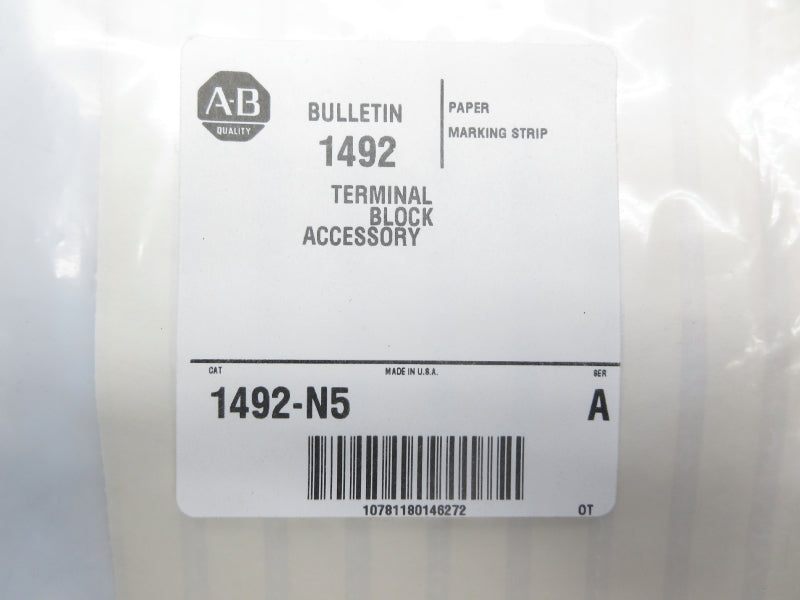 A-B
QUALITY
BULLETIN
1492
TERMINAL
BLOCK
ACCESSORY
PAPER
MARKING STRIP
CAT
MADE IN U.S.A.
SER
1492-N5
A
10781180146272
OT